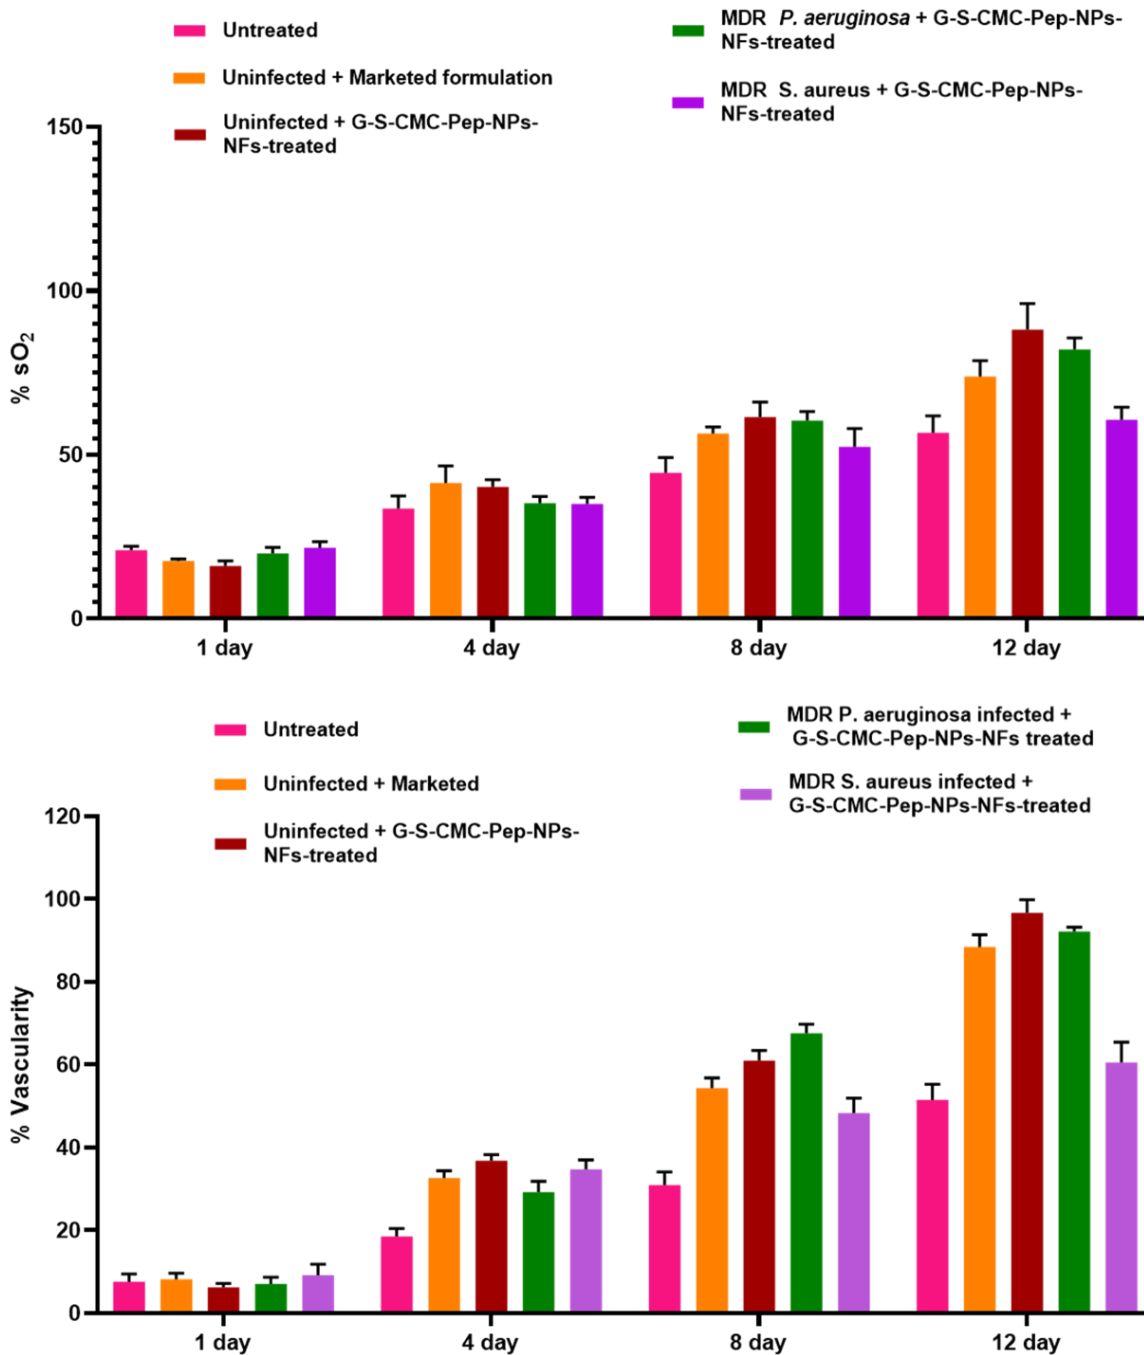 Untreated
Uninfected + Marketed formulation
Uninfected + G-S-CMC-Pep-NPs-
NFs-treated
MDR P. aeruginosa + G-S-CMC-Pep-NPs-
NFs-treated
MDR S. aureus + G-S-CMC-Pep-NPs-
NFs-treated
% sO₂
150
100
50
0
1 day
4 day
8 day
12 day
Untreated
Uninfected + Marketed
Uninfected + G-S-CMC-Pep-NPs-
NFs-treated
MDR P. aeruginosa infected +
G-S-CMC-Pep-NPs-NFs treated
MDR S. aureus infected +
G-S-CMC-Pep-NPs-NFs-treated
% Vascularity
120
100
80
60
40
20
0
1 day
4 day
8 day
12 day